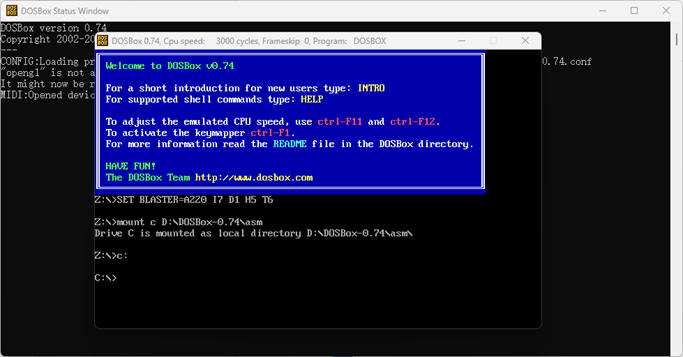 DOSBox Status Window
DOSBox version 0.74
Copyright 2002-20
---
CONFIG:Loading pr
0.74.conf
"opengl" is not a
It might now be r
MIDI:Opened devic
DOSBox 0.74, Cpu speed: 3000 cycles, Frameskip 0, Program: DOSBOX
Welcome to DOSBox v0.74
For a short introduction for new users type: INTRO
For supported shell commands type: HELP
To adjust the emulated CPU speed, use ctrl-F11 and ctrl-F12.
To activate the keymapper ctrl-F1.
For more information read the README file in the DOSBox directory.
HAVE FUN!
The DOSBox Team http://www.dosbox.com
Z:\>SET BLASTER=A220 I7 D1 H5 T6
Z:\>mount c D:\DOSBox-0.74\asm
Drive C is mounted as local directory D:\DOSBox-0.74\asm\
Z:\>c:
C:\>